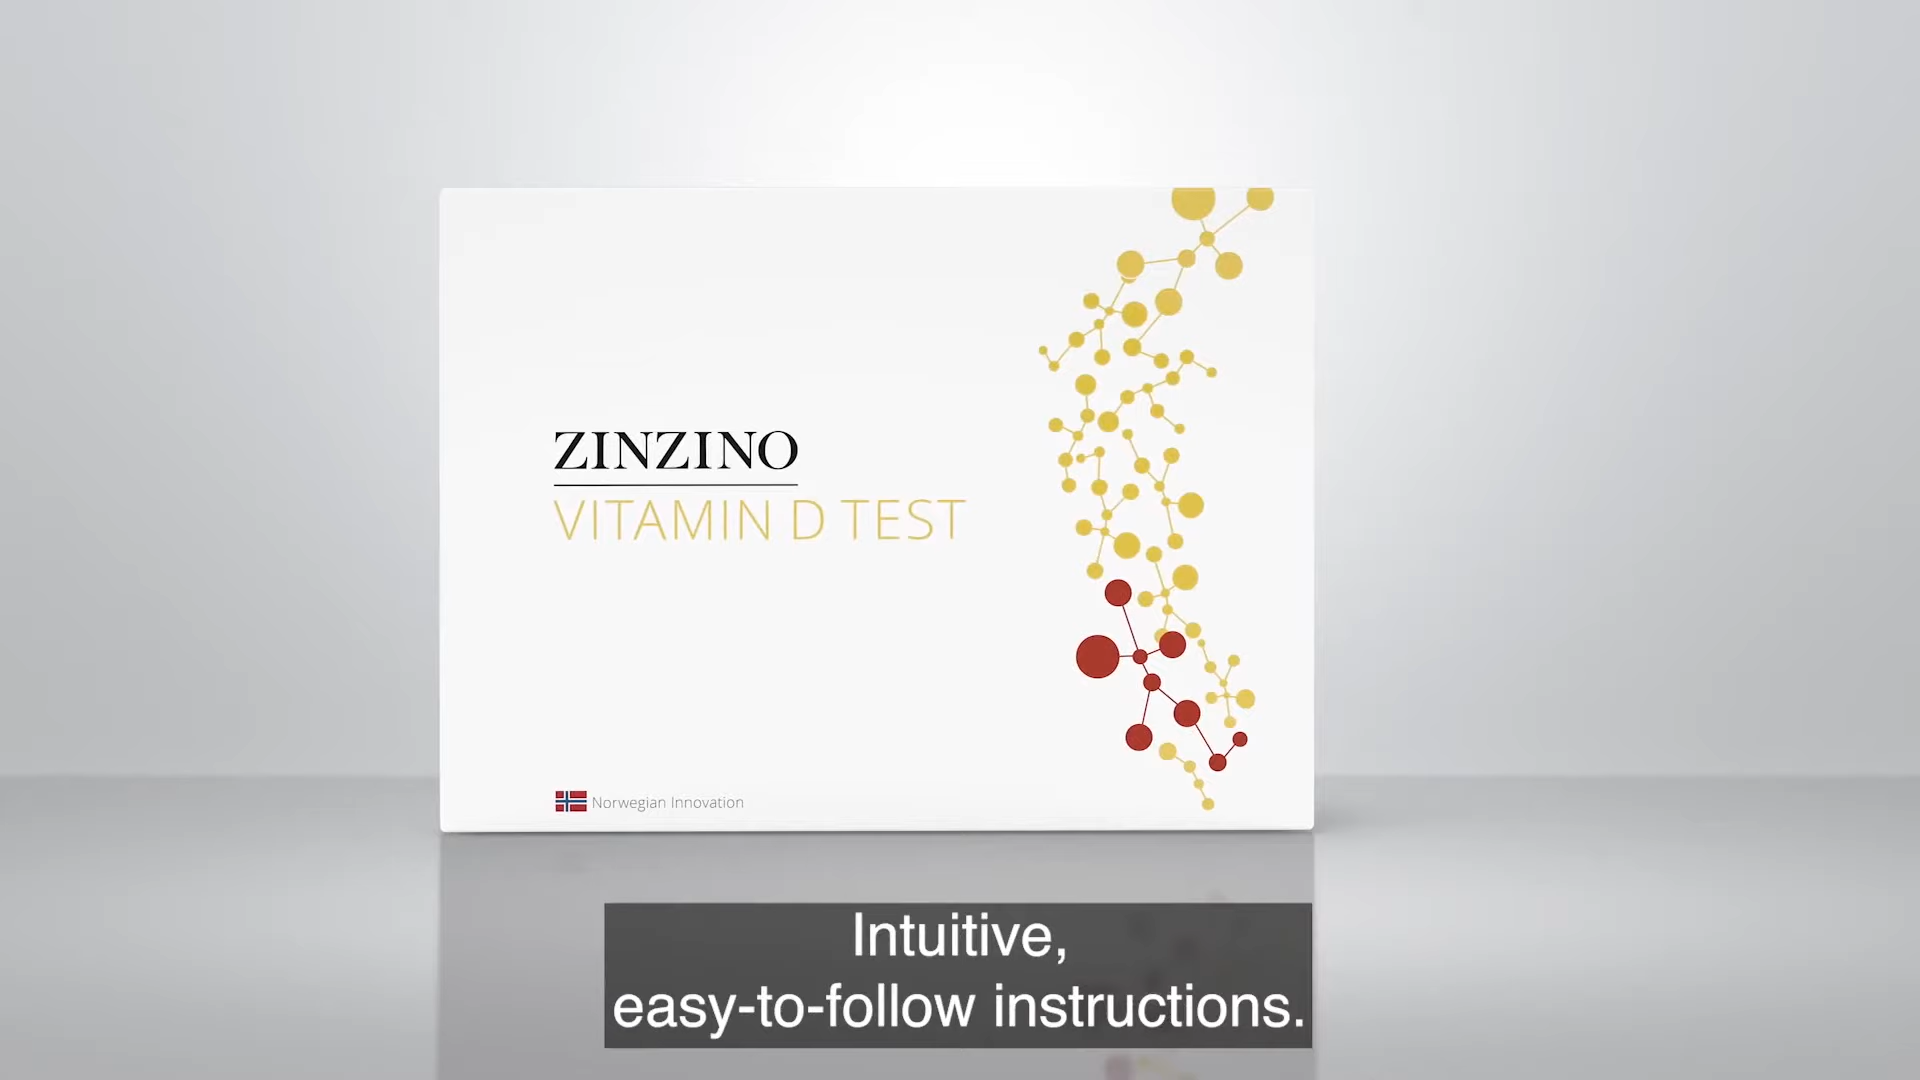 ZINZINO
VITAMIN D TEST
Norwegian Innovation
Intuitive,
easy-to-follow instructions.